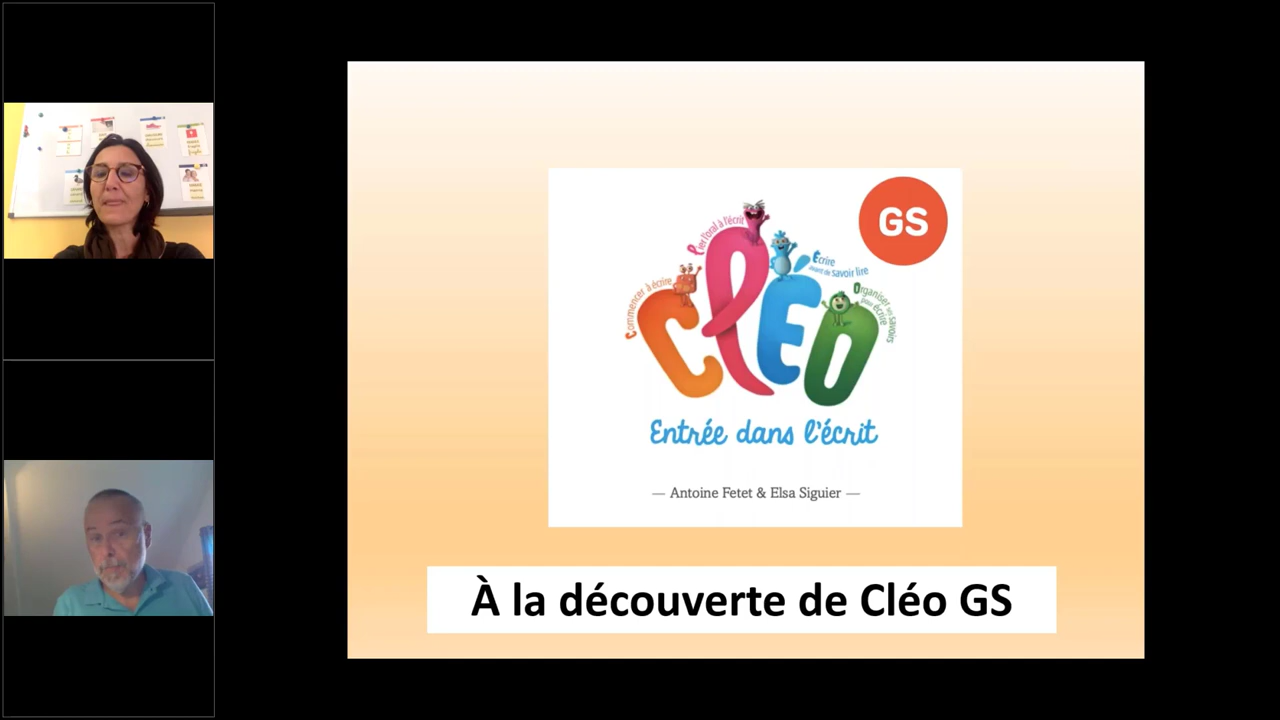 GS
Commencer à écrire
Lier l'oral à l'écrit
Écrire
avant de savoir lire
Organiser ses savoirs
pour écrire
CLÉO
Entrée dans l'écrit
— Antoine Fetet & Elsa Siguier —
À la découverte de Cléo GS